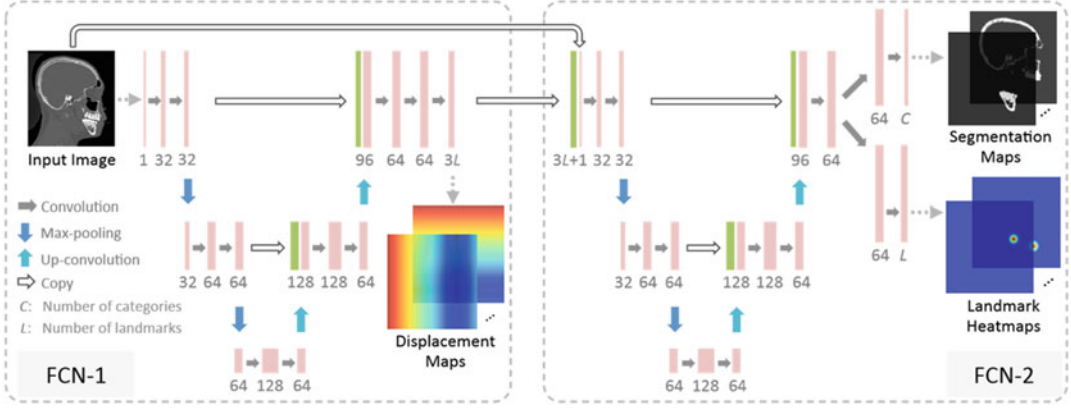 Input Image
1 32 32
96 64 64 3L
3L+1 32 32
96 64
64 C
Segmentation
Maps
64 L
Landmark
Heatmaps
Convolution
Max-pooling
Up-convolution
Copy
C: Number of categories
L: Number of landmarks
32 64 64
128 128 64
64 128 64
Displacement
Maps
32 64 64
128 128 64
64 128 64
FCN-1
FCN-2